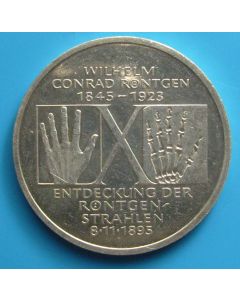 WILHELM
CONRAD RÖNTGEN
1845 - 1923
X
ENTDECKUNG DER
RÖNTGEN-
STRAHLEN
8·11·1895